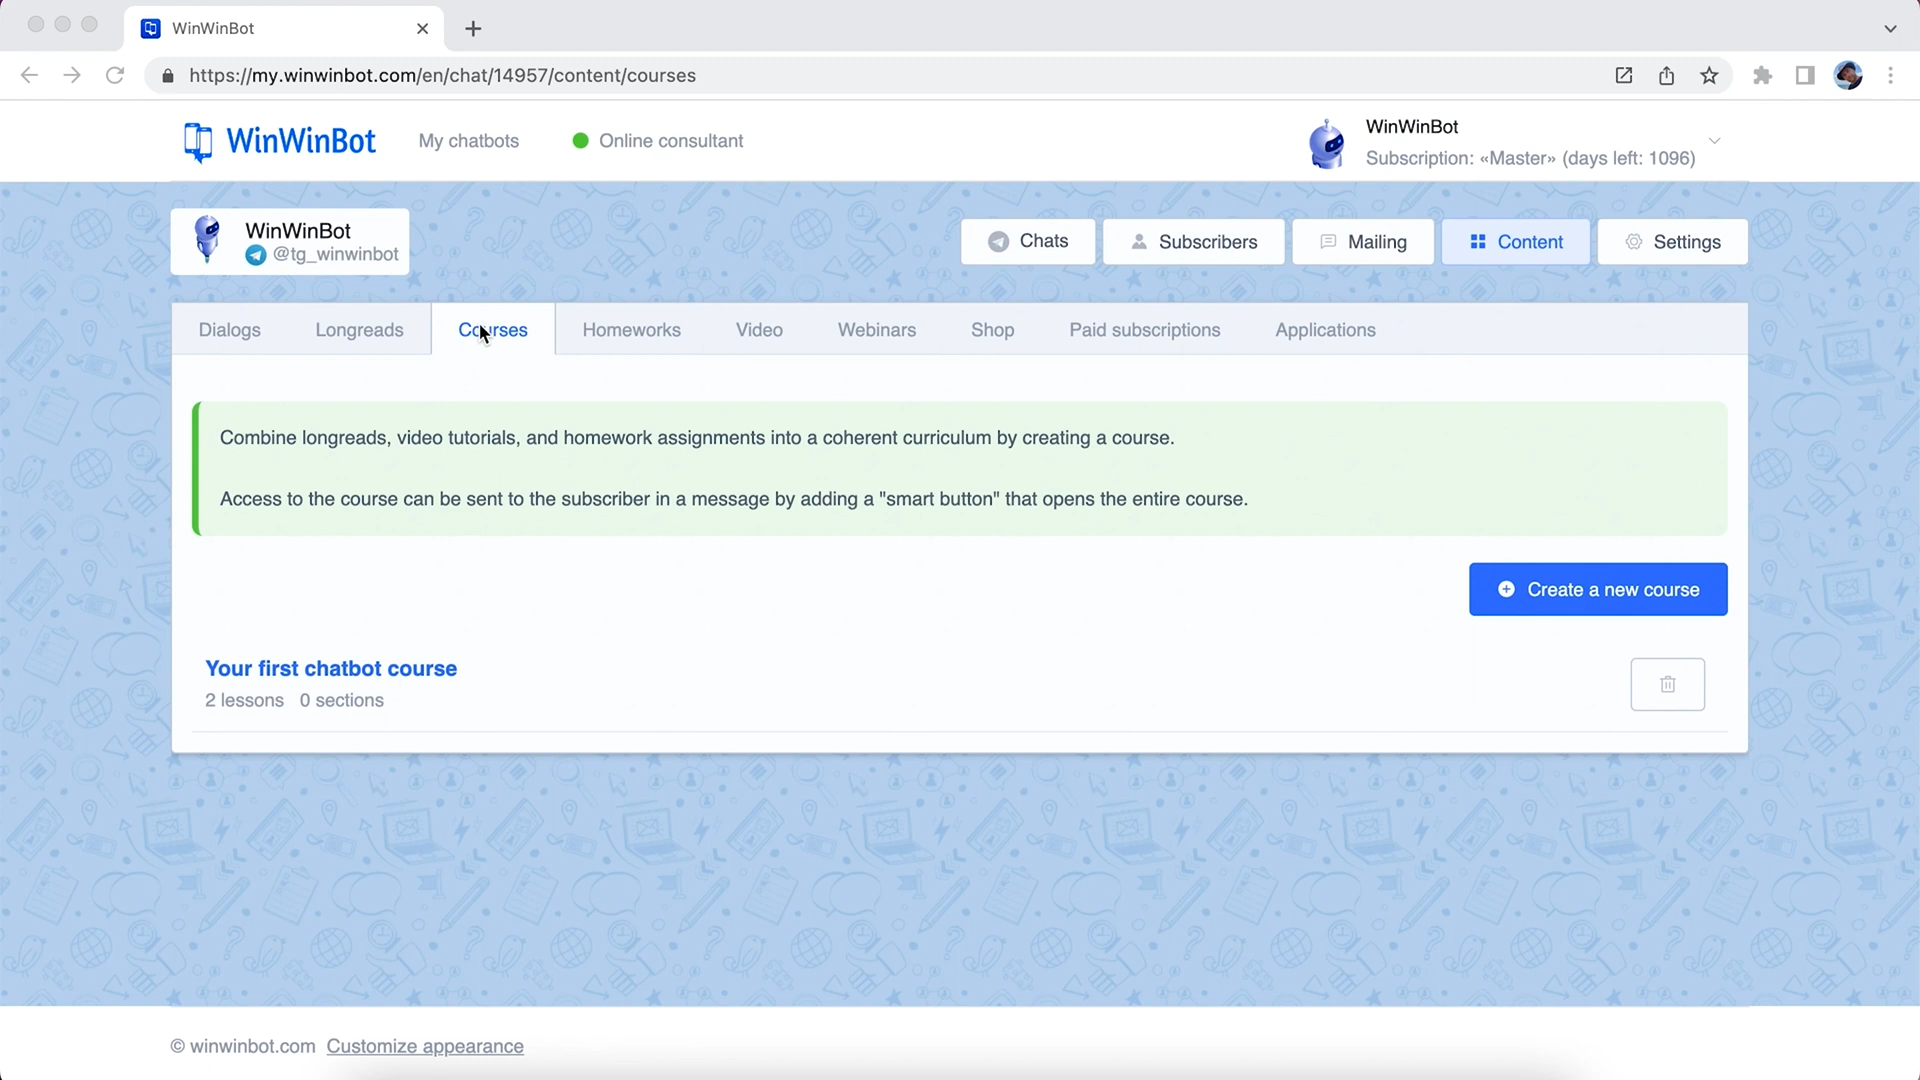 WinWinBot
https://my.winwinbot.com/en/chat/14957/content/courses
WinWinBot
My chatbots
Online consultant
WinWinBot
Subscription: «Master» (days left: 1096)
WinWinBot
@tg_winwinbot
Chats
Subscribers
Mailing
Content
Settings
Dialogs
Longreads
Courses
Homeworks
Video
Webinars
Shop
Paid subscriptions
Applications
Combine longreads, video tutorials, and homework assignments into a coherent curriculum by creating a course.
Access to the course can be sent to the subscriber in a message by adding a "smart button" that opens the entire course.
Create a new course
Your first chatbot course
2 lessons 0 sections
© winwinbot.com Customize appearance